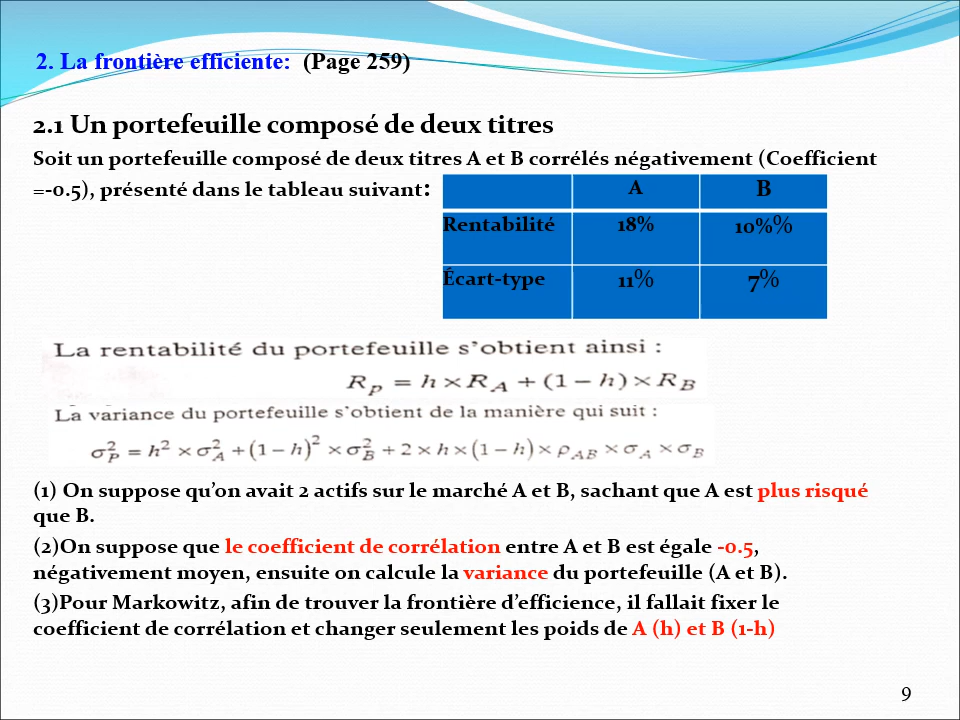 2. La frontière efficiente:  (Page 259)
2.1 Un portefeuille composé de deux titres
Soit un portefeuille composé de deux titres A et B corrélés négativement (Coefficient
=-0.5), présenté dans le tableau suivant:
A B
Rentabilité 18% 10%%
Écart-type 11% 7%
La rentabilité du portefeuille s'obtient ainsi :
R_p = h × R_A + (1 – h) × R_B
La variance du portefeuille s'obtient de la manière qui suit :
σ²_P = h² × σ²_A + (1 – h)² × σ²_B + 2 × h × (1 – h) × ρ_AB × σ_A × σ_B
(1) On suppose qu'on avait 2 actifs sur le marché A et B, sachant que A est plus risqué
que B.
(2)On suppose que le coefficient de corrélation entre A et B est égale -0.5,
négativement moyen, ensuite on calcule la variance du portefeuille (A et B).
(3)Pour Markowitz, afin de trouver la frontière d'efficience, il fallait fixer le
coefficient de corrélation et changer seulement les poids de A (h) et B (1-h)
9